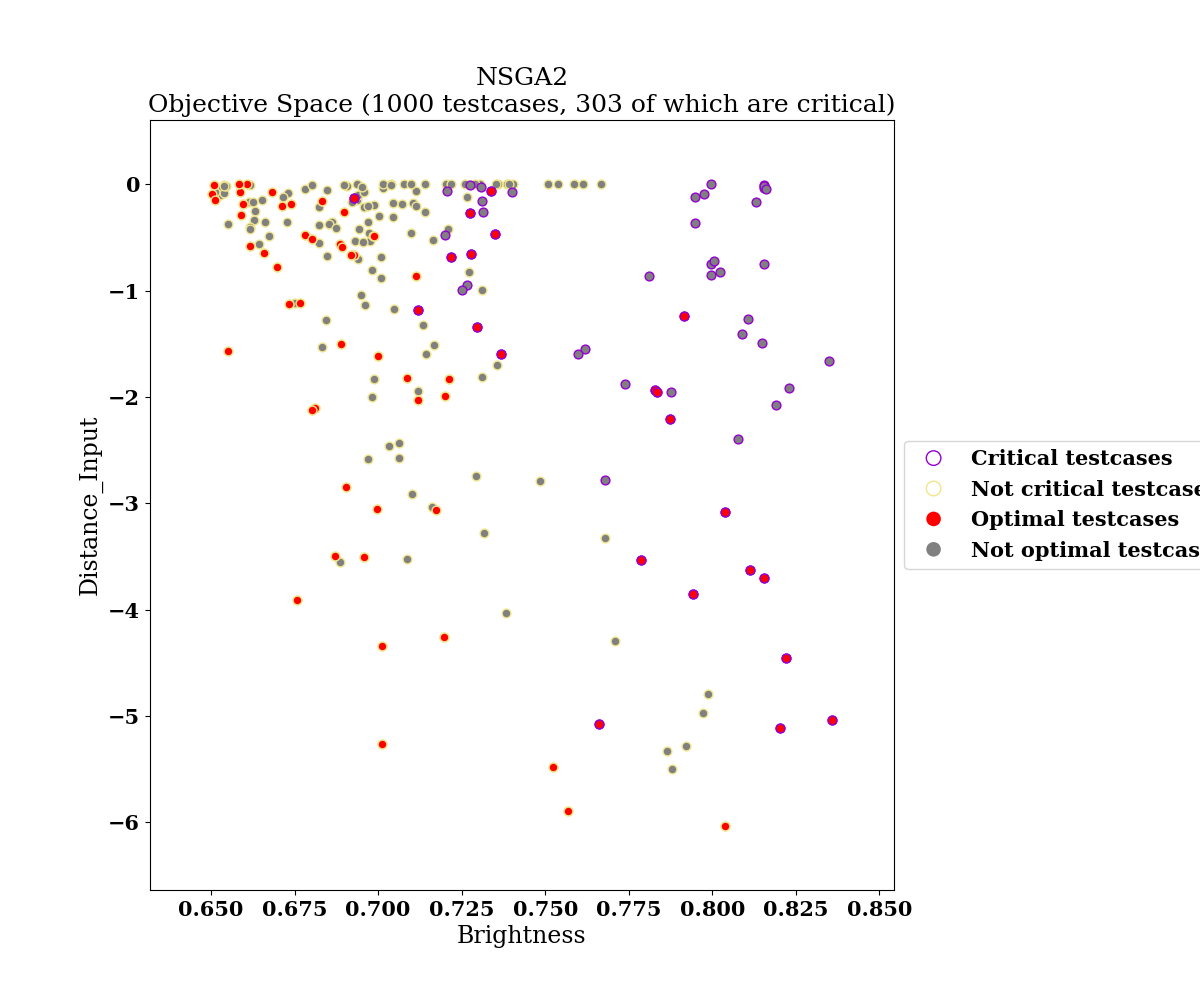 NSGA2
Objective Space (1000 testcases, 303 of which are critical)
0
−1
−2
−3
−4
−5
−6
Distance_Input
0.650 0.675 0.700 0.725 0.750 0.775 0.800 0.825 0.850
Brightness
Critical testcases
Not critical testcase
Optimal testcases
Not optimal testcas